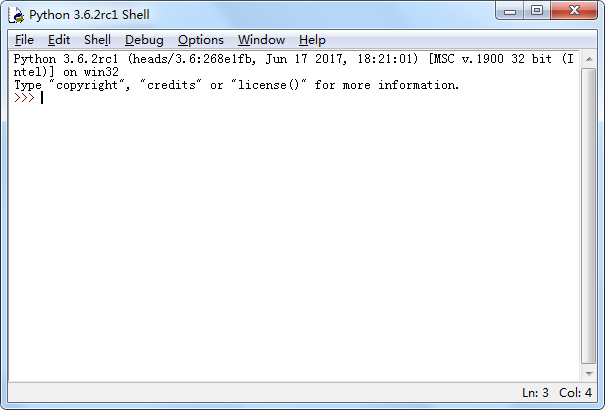 Python 3.6.2rc1 Shell
File Edit Shell Debug Options Window Help
Python 3.6.2rc1 (heads/3.6:268e1fb, Jun 17 2017, 18:21:01) [MSC v.1900 32 bit (I
ntel)] on win32
Type "copyright", "credits" or "license()" for more information.
>>>
Ln: 3 Col: 4